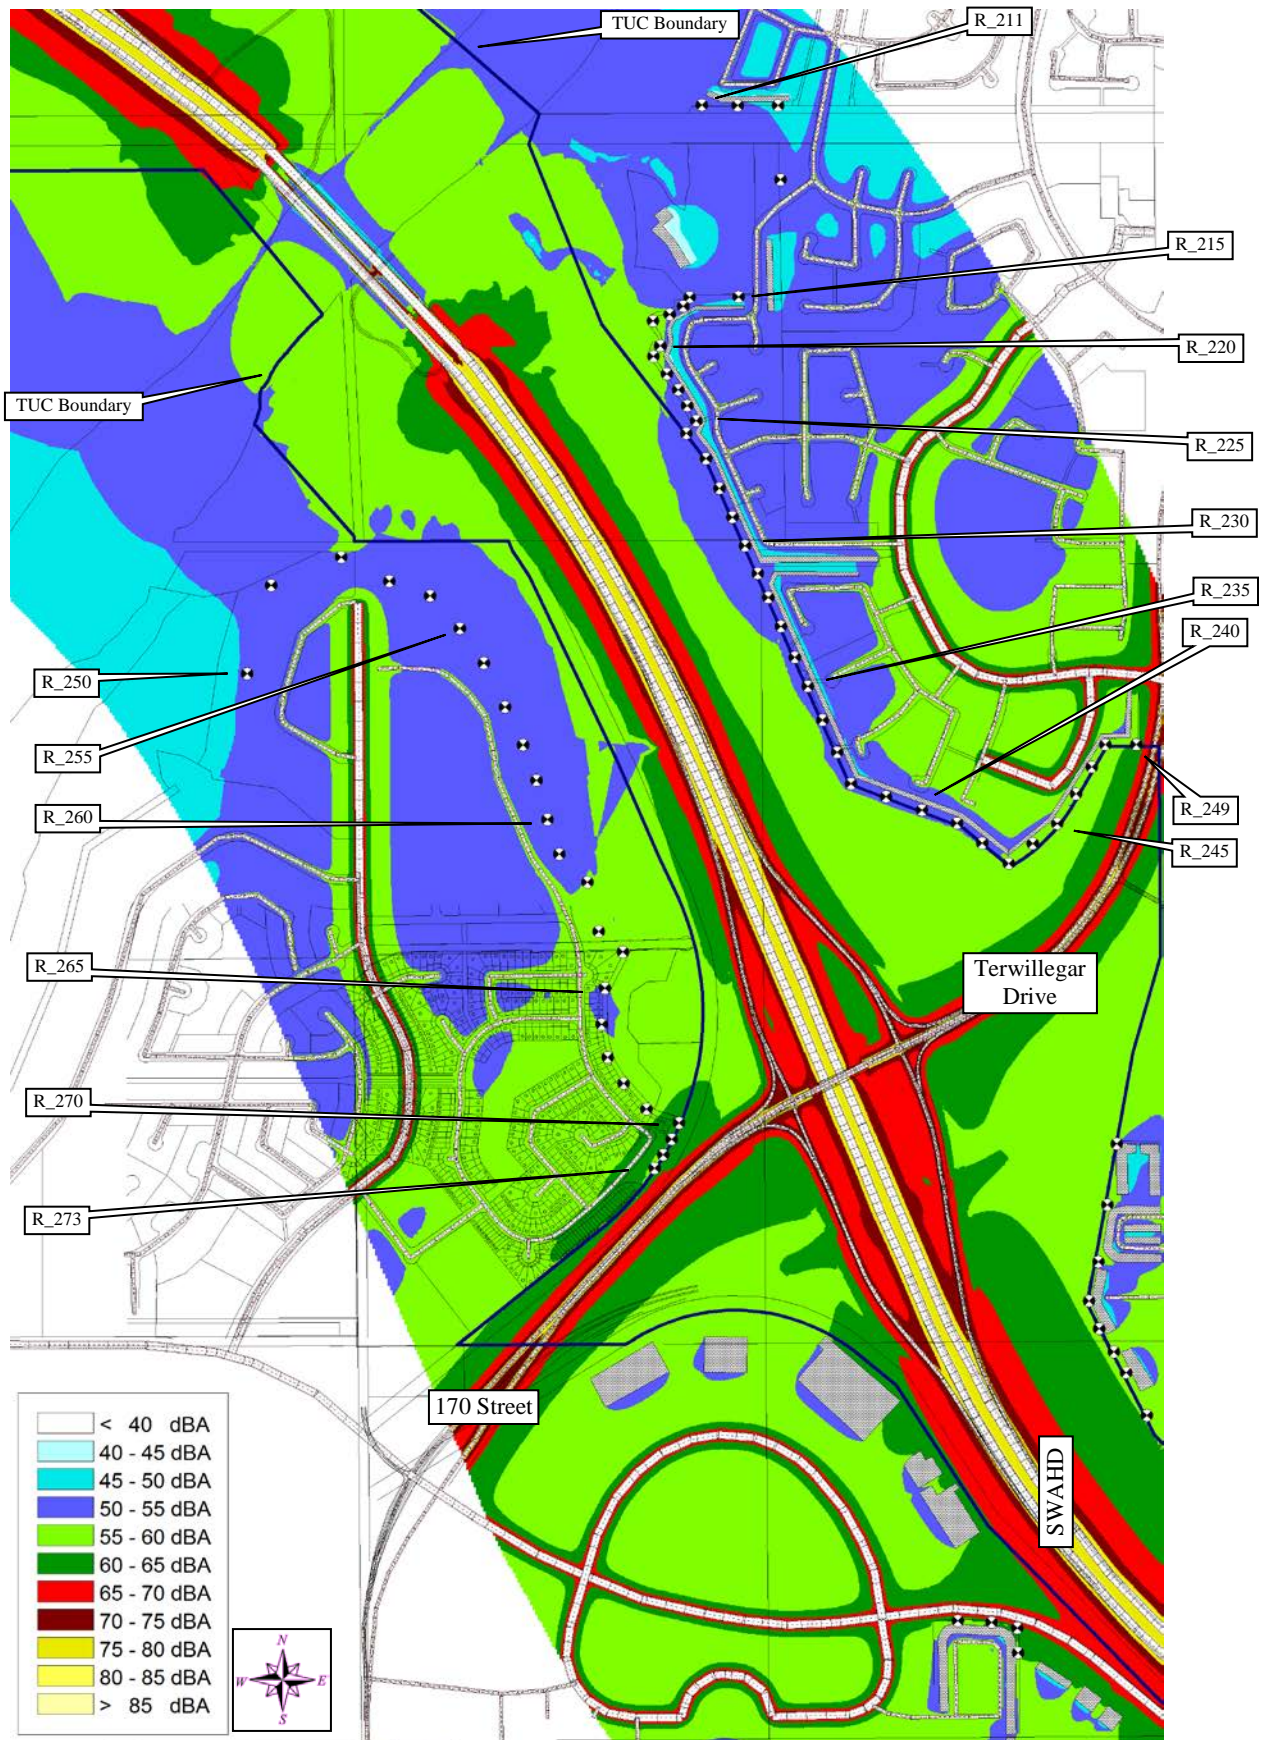 TUC Boundary
R_211
R_215
R_220
TUC Boundary
R_225
R_230
R_235
R_240
R_250
R_255
R_249
R_260
R_245
R_265
Terwillegar
Drive
R_270
R_273
170 Street
SWAHD
< 40 dBA
40 - 45 dBA
45 - 50 dBA
50 - 55 dBA
55 - 60 dBA
60 - 65 dBA
65 - 70 dBA
70 - 75 dBA
75 - 80 dBA
80 - 85 dBA
> 85 dBA
N
W E
S